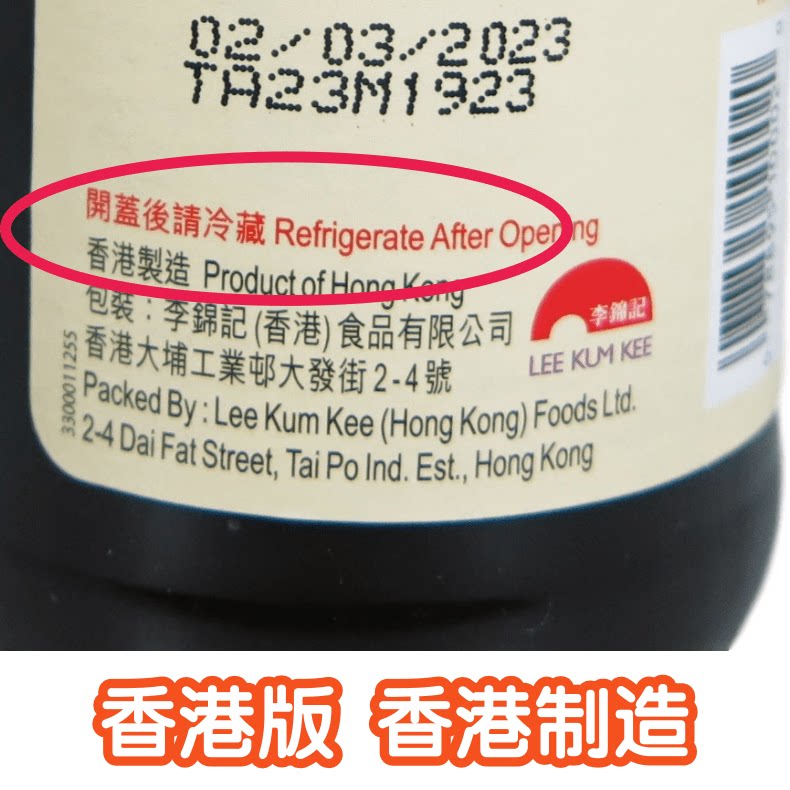 02/03/2023
TA23M1923
開蓋後請冷藏 Refrigerate After Opening
香港製造 Product of Hong Kong
包裝：李錦記 (香港) 食品有限公司
香港大埔工業邨大發街 2-4 號
Packed By : Lee Kum Kee (Hong Kong) Foods Ltd.
2-4 Dai Fat Street, Tai Po Ind. Est., Hong Kong
3300011255
李錦記
LEE KUM KEE
香港版 香港制造